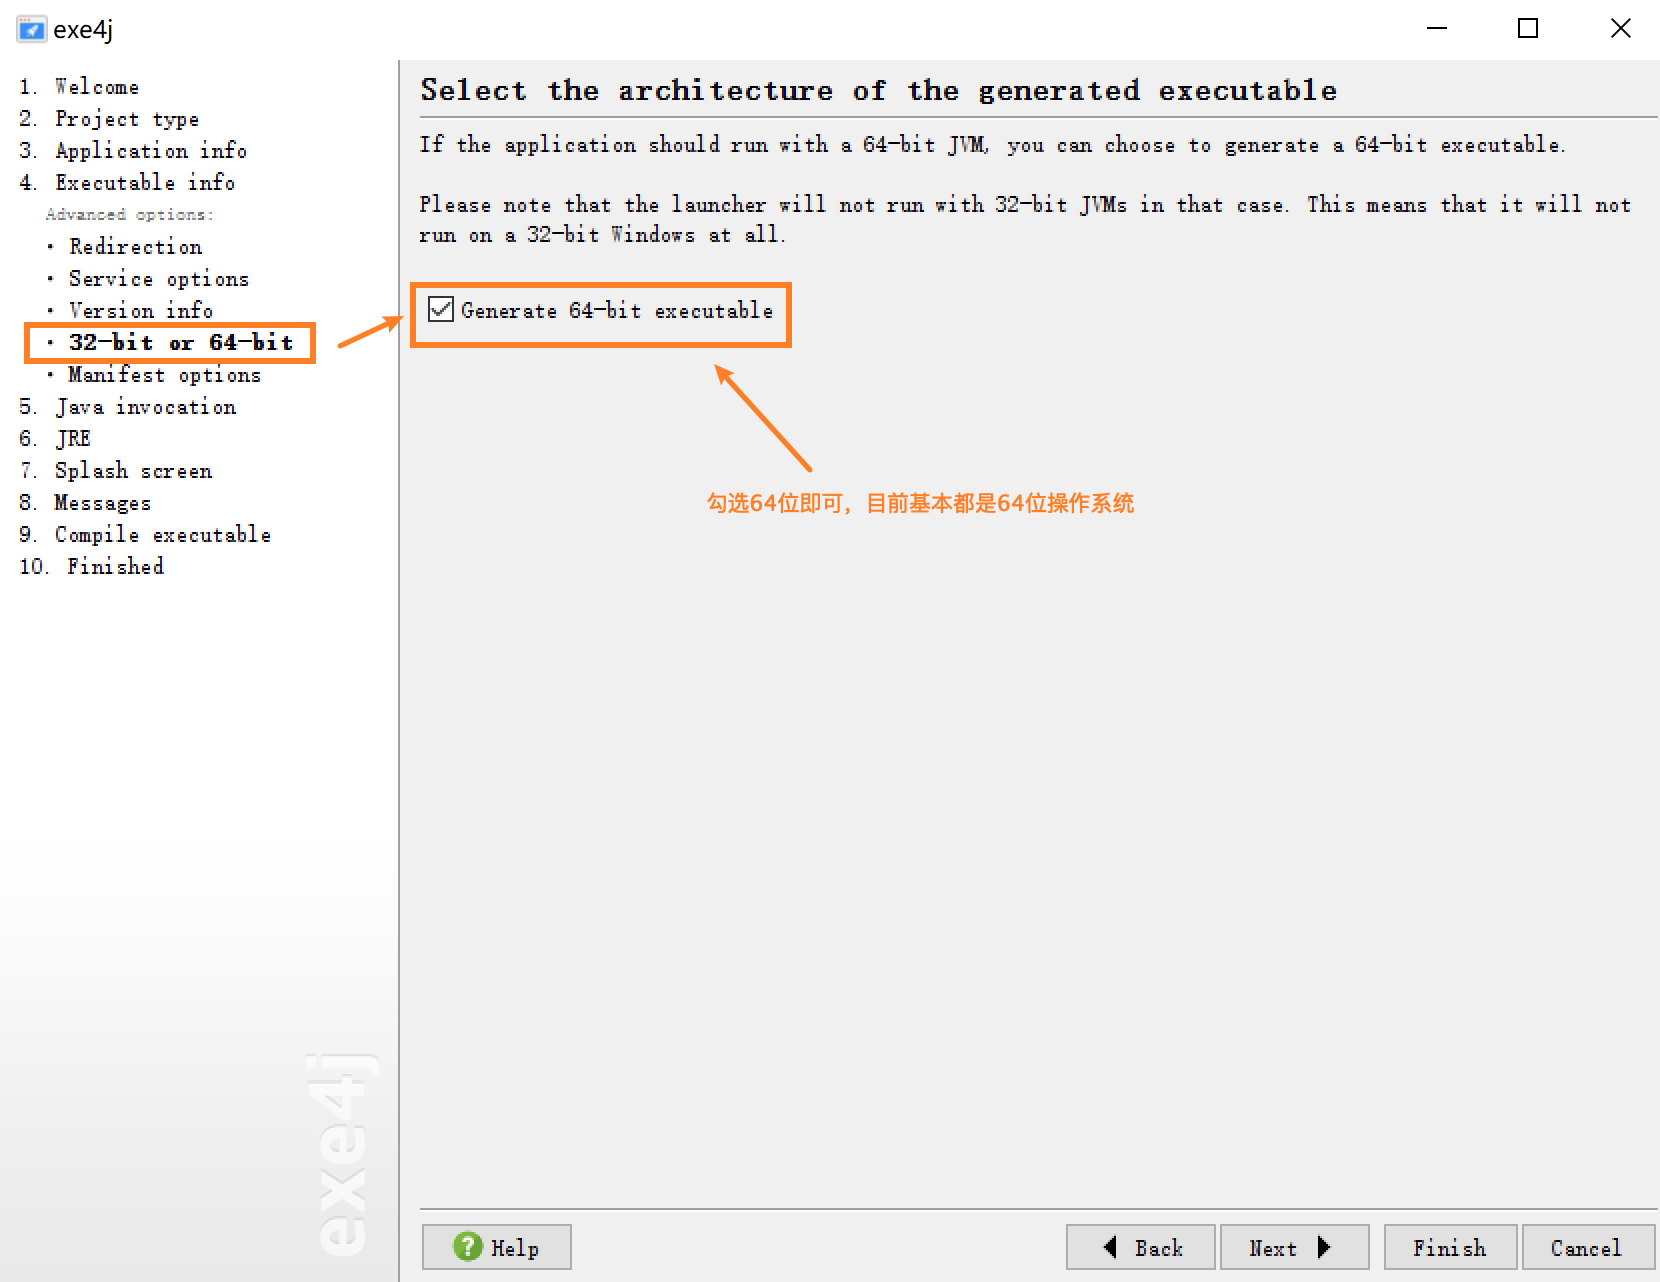 exe4j
1. Welcome
2. Project type
3. Application info
4. Executable info
Advanced options:
· Redirection
· Service options
· Version info
· 32-bit or 64-bit
· Manifest options
5. Java invocation
6. JRE
7. Splash screen
8. Messages
9. Compile executable
10. Finished
exe4j
Select the architecture of the generated executable
If the application should run with a 64-bit JVM, you can choose to generate a 64-bit executable.
Please note that the launcher will not run with 32-bit JVMs in that case. This means that it will not
run on a 32-bit Windows at all.
Generate 64-bit executable
勾选64位即可，目前基本都是64位操作系统
? Help
Back
Next
Finish
Cancel